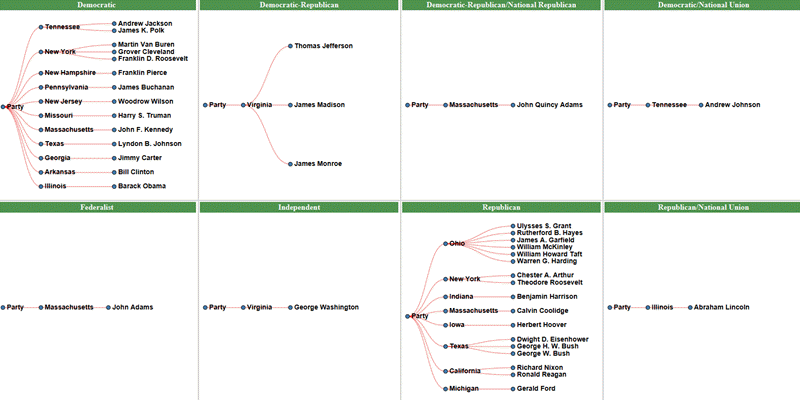 Democratic
Party
Tennessee
Andrew Jackson
James K. Polk
New York
Martin Van Buren
Grover Cleveland
Franklin D. Roosevelt
New Hampshire
Franklin Pierce
Pennsylvania
James Buchanan
New Jersey
Woodrow Wilson
Missouri
Harry S. Truman
Massachusetts
John F. Kennedy
Texas
Lyndon B. Johnson
Georgia
Jimmy Carter
Arkansas
Bill Clinton
Illinois
Barack Obama
Democratic-Republican
Party
Virginia
Thomas Jefferson
James Madison
James Monroe
Democratic-Republican/National Republican
Party
Massachusetts
John Quincy Adams
Democratic/National Union
Party
Tennessee
Andrew Johnson
Federalist
Party
Massachusetts
John Adams
Independent
Party
Virginia
George Washington
Republican
Party
Ohio
Ulysses S. Grant
Rutherford B. Hayes
James A. Garfield
William McKinley
William Howard Taft
Warren G. Harding
New York
Chester A. Arthur
Theodore Roosevelt
Indiana
Benjamin Harrison
Massachusetts
Calvin Coolidge
Iowa
Herbert Hoover
Texas
Dwight D. Eisenhower
George H. W. Bush
George W. Bush
California
Richard Nixon
Ronald Reagan
Michigan
Gerald Ford
Republican/National Union
Party
Illinois
Abraham Lincoln